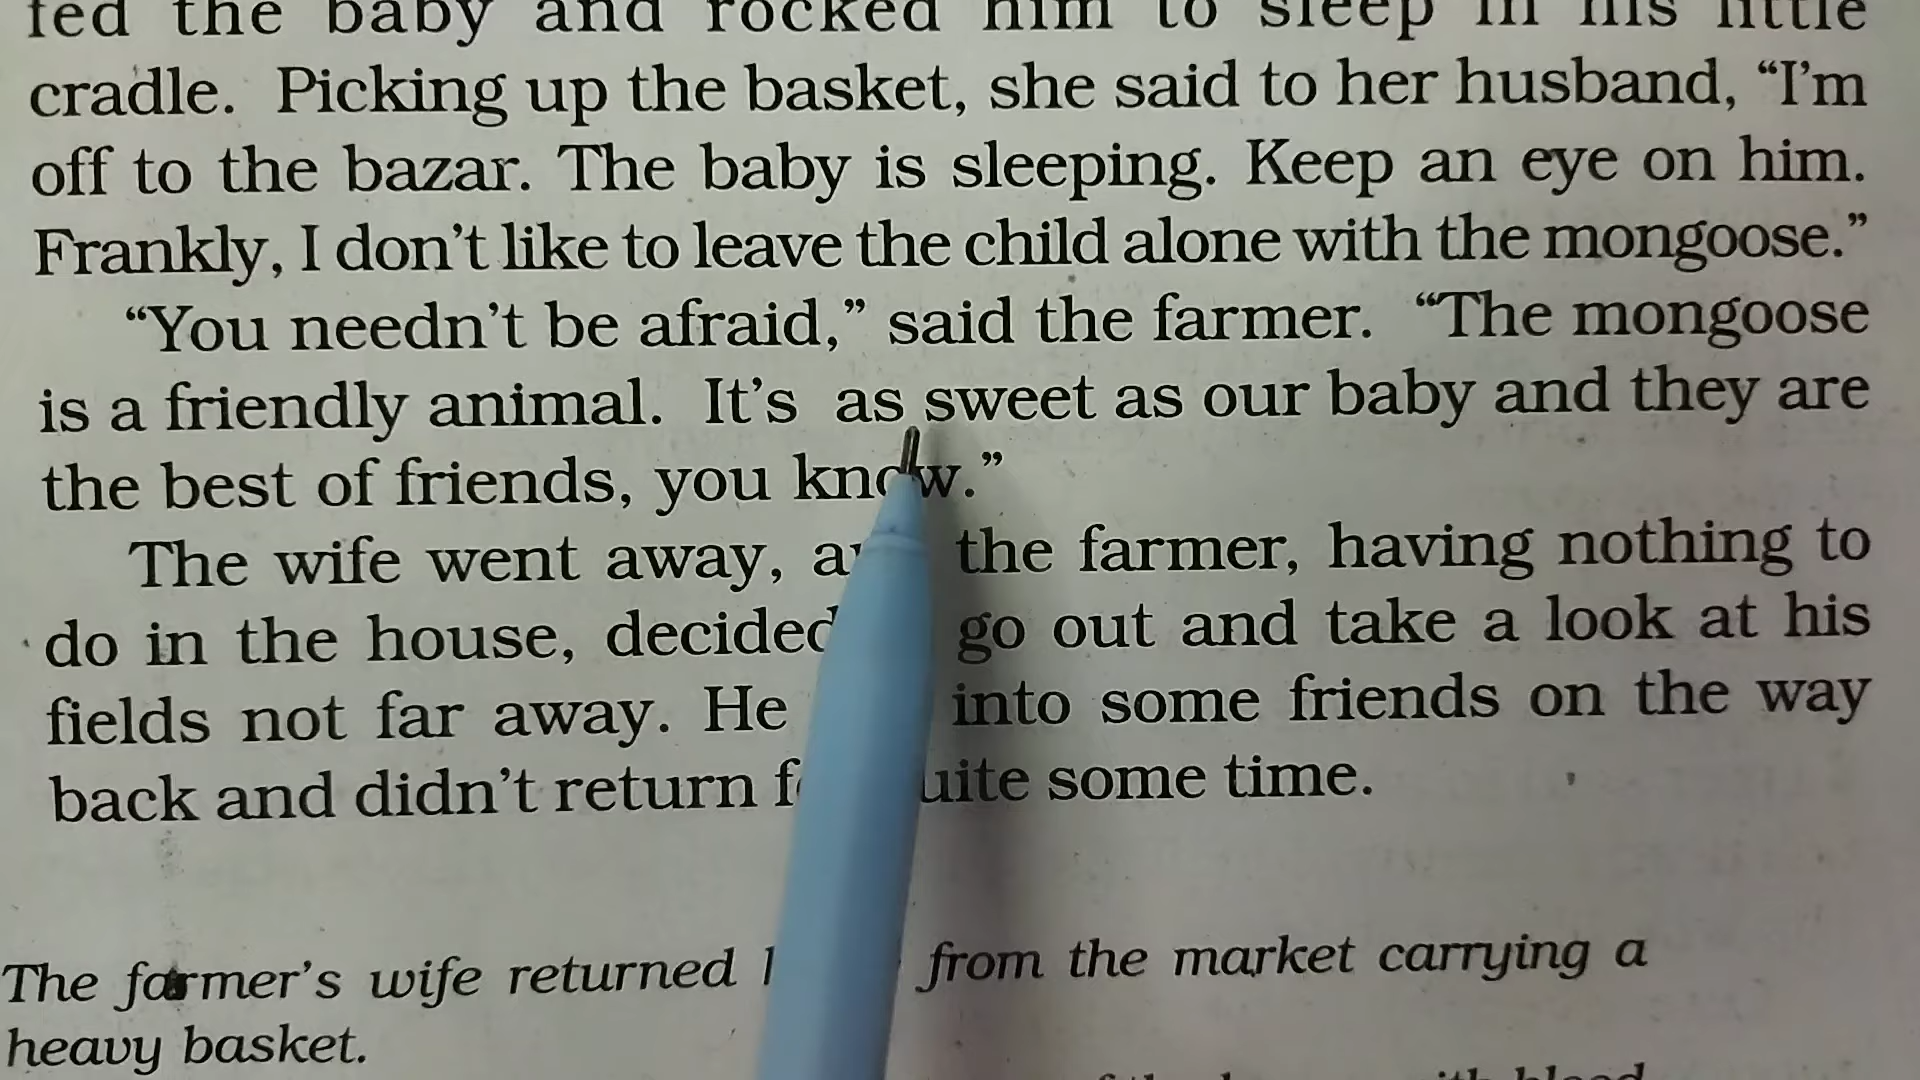 fed the baby and rocked him to sleep in his little
cradle. Picking up the basket, she said to her husband, “I’m
off to the bazar. The baby is sleeping. Keep an eye on him.
Frankly, I don’t like to leave the child alone with the mongoose.”
“You needn’t be afraid,” said the farmer. “The mongoose
is a friendly animal. It’s as sweet as our baby and they are
the best of friends, you know.”
The wife went away, the farmer, having nothing to
do in the house, decided go out and take a look at his
fields not far away. He into some friends on the way
back and didn’t return some time.
The farmer’s wife returned from the market carrying a
heavy basket.